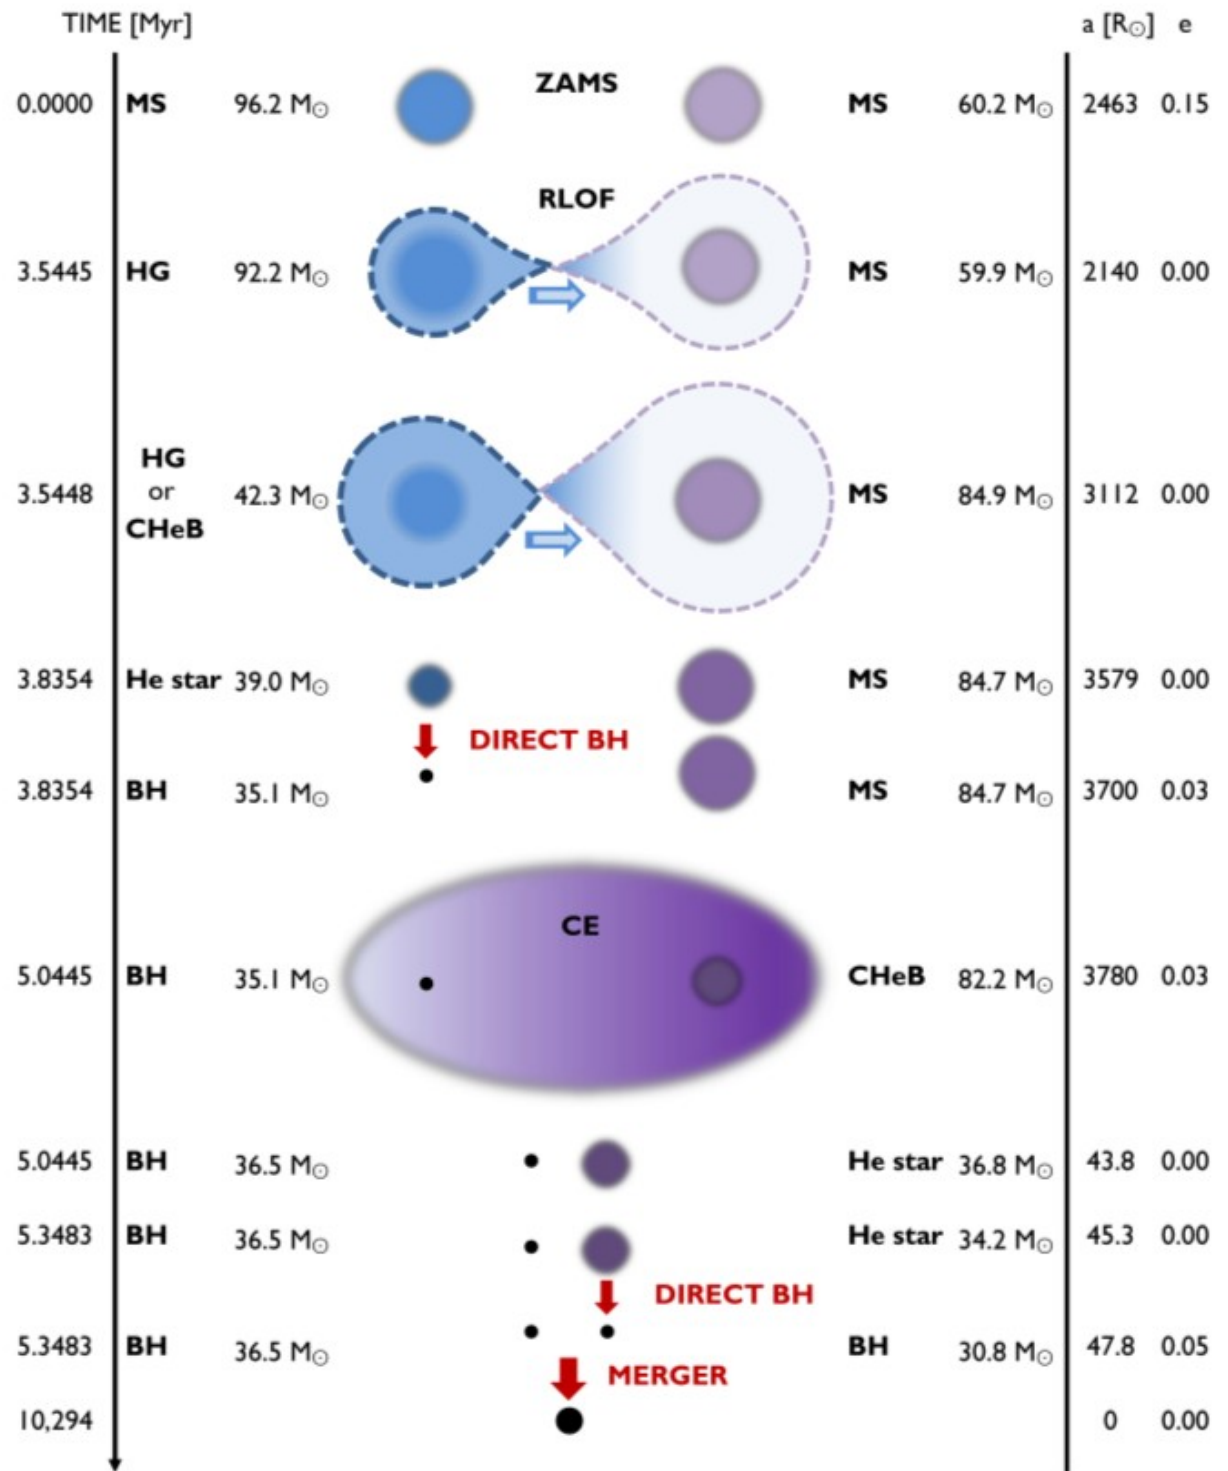 TIME [Myr] a [R☉] e
ZAMS
0.0000 MS 96.2 M☉ MS 60.2 M☉ 2463 0.15
RLOF
3.5445 HG 92.2 M☉ MS 59.9 M☉ 2140 0.00
HG
or
3.5448 42.3 M☉ MS 84.9 M☉ 3112 0.00
CHeB
3.8354 He star 39.0 M☉ MS 84.7 M☉ 3579 0.00
DIRECT BH
3.8354 BH 35.1 M☉ MS 84.7 M☉ 3700 0.03
CE
5.0445 BH 35.1 M☉ CHeB 82.2 M☉ 3780 0.03
5.0445 BH 36.5 M☉ He star 36.8 M☉ 43.8 0.00
5.3483 BH 36.5 M☉ He star 34.2 M☉ 45.3 0.00
DIRECT BH
5.3483 BH 36.5 M☉ BH 30.8 M☉ 47.8 0.05
MERGER
10,294 0 0.00